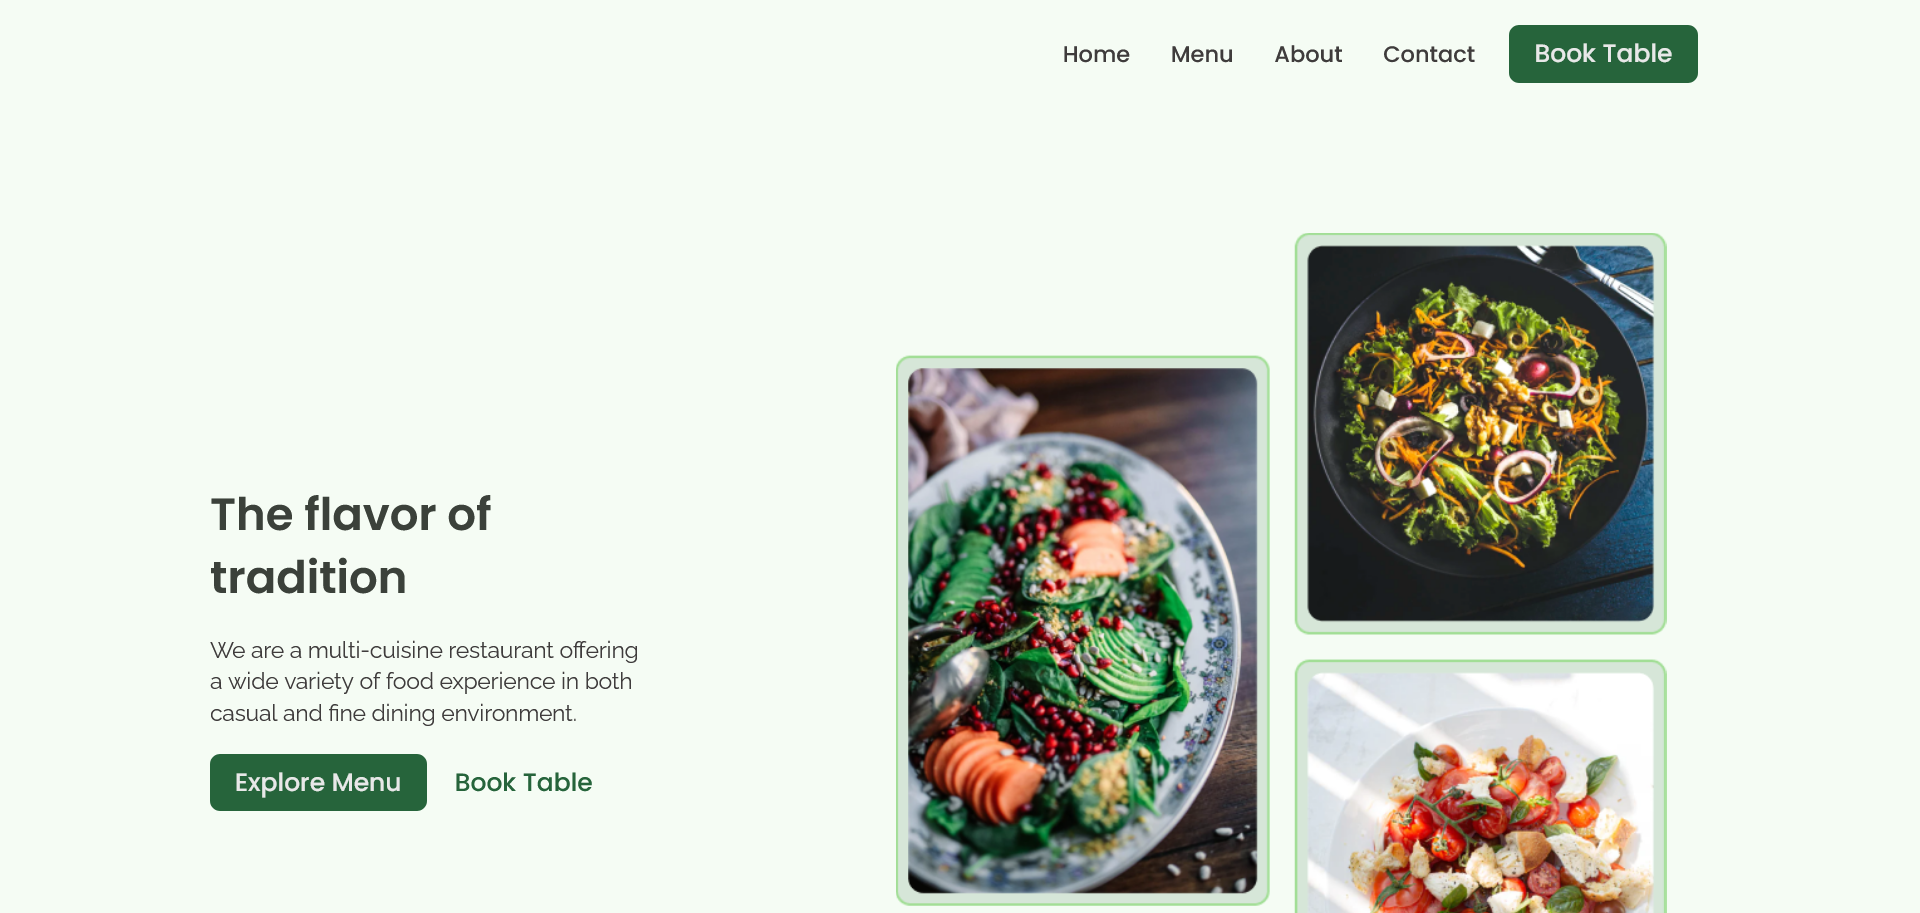 Home Menu About Contact Book Table
The flavor of
tradition
We are a multi-cuisine restaurant offering
a wide variety of food experience in both
casual and fine dining environment.
Explore Menu Book Table